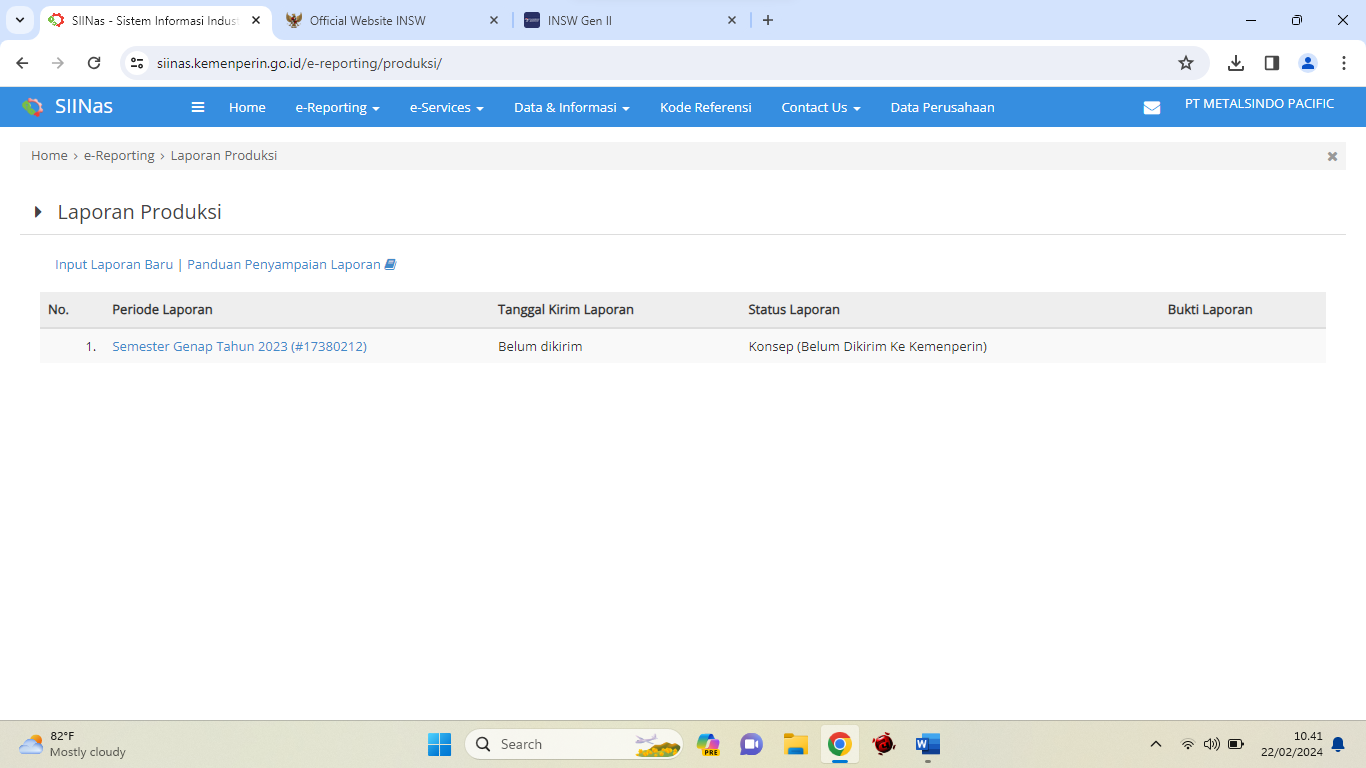 SIINas - Sistem Informasi Indust
Official Website INSW
INSW Gen II
siinas.kemenperin.go.id/e-reporting/produksi/
SIINas
Home
e-Reporting
e-Services
Data & Informasi
Kode Referensi
Contact Us
Data Perusahaan
PT METALSINDO PACIFIC
Home › e-Reporting › Laporan Produksi
Laporan Produksi
Input Laporan Baru | Panduan Penyampaian Laporan
No. Periode Laporan Tanggal Kirim Laporan Status Laporan Bukti Laporan
1. Semester Genap Tahun 2023 (#17380212) Belum dikirim Konsep (Belum Dikirim Ke Kemenperin)
82°F
Mostly cloudy
Search
PRE
W
10.41
22/02/2024